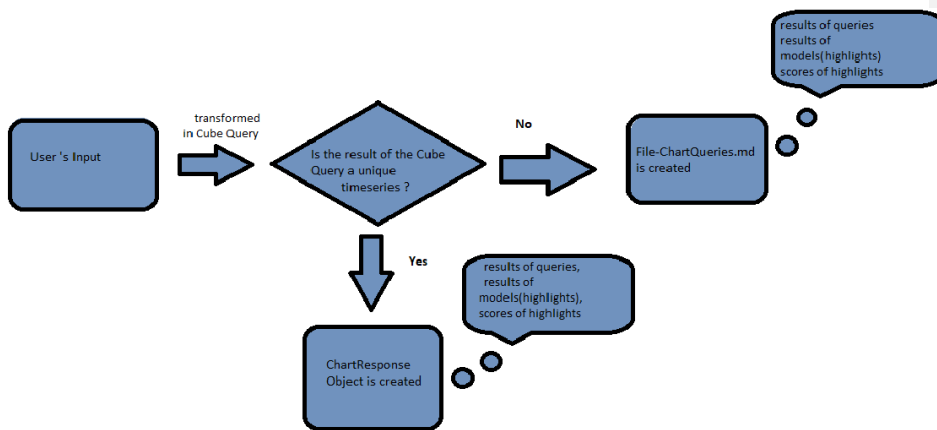 User 's Input
transformed
in Cube Query
Is the result of the Cube
Query a unique
timeseries ?
No
File-ChartQueries.md
is created
results of queries
results of
models(highlights)
scores of highlights
Yes
ChartResponse
Object is created
results of queries,
results of
models(highlights),
scores of highlights